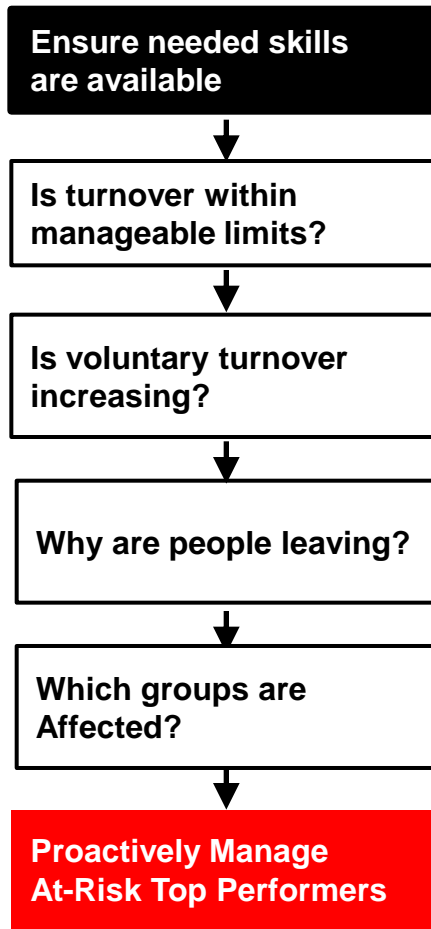 Ensure needed skills
are available
Is turnover within
manageable limits?
Is voluntary turnover
increasing?
Why are people leaving?
Which groups are
Affected?
Proactively Manage
At-Risk Top Performers